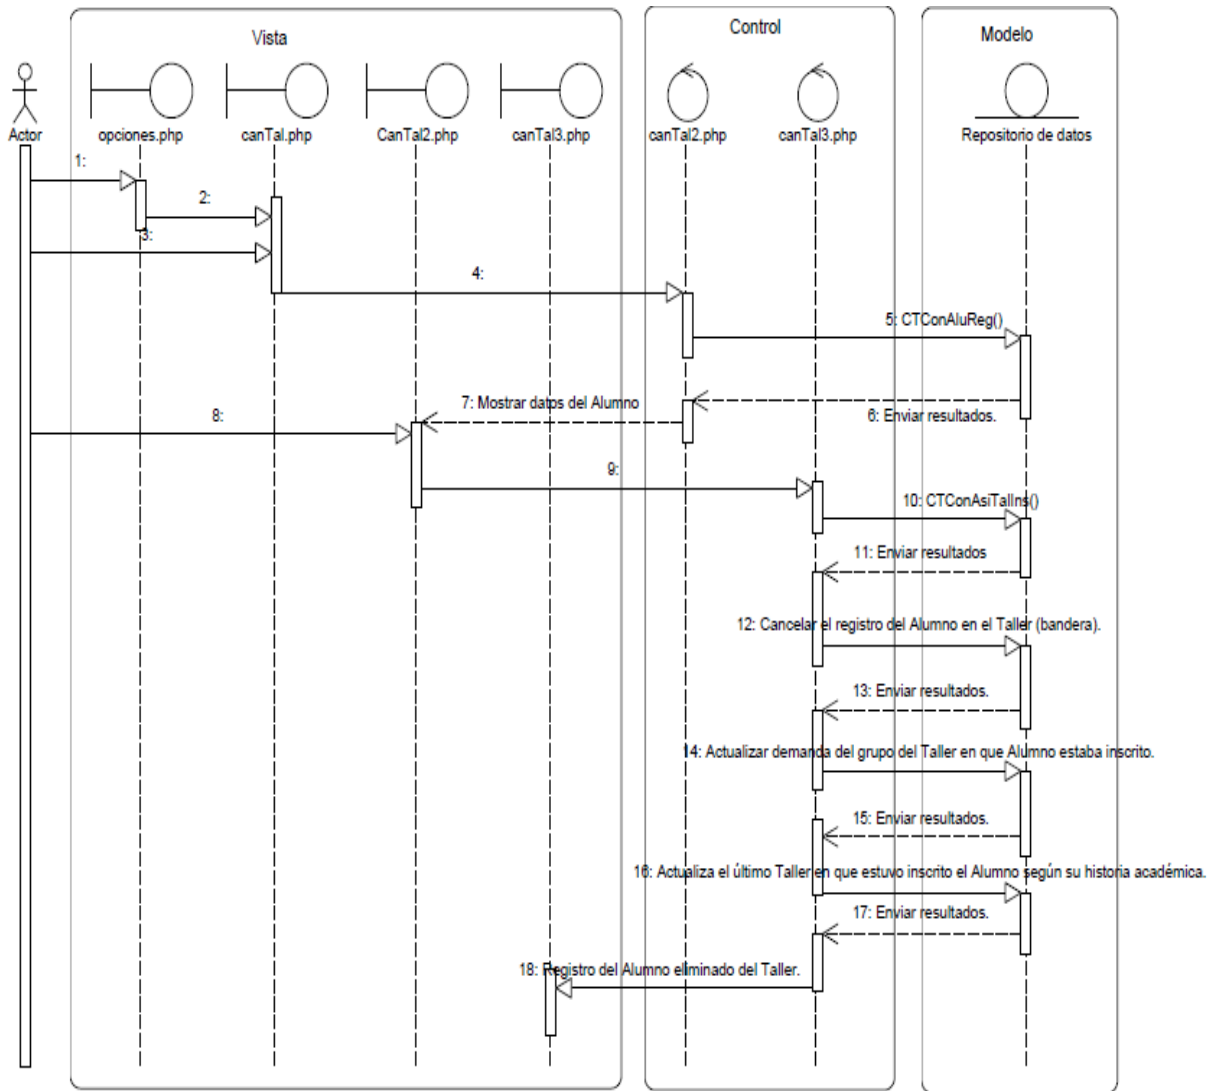 Vista
Control
Modelo
Actor
opciones.php
canTal.php
CanTal2.php
canTal3.php
canTal2.php
canTal3.php
Repositorio de datos
1:
2:
3:
4:
5: CTConAluReg()
6: Enviar resultados.
7: Mostrar datos del Alumno
8:
9:
10: CTConAsiTalIns()
11: Enviar resultados
12: Cancelar el registro del Alumno en el Taller (bandera).
13: Enviar resultados.
14: Actualizar demanda del grupo del Taller en que Alumno estaba inscrito.
15: Enviar resultados.
16: Actualiza el último Taller en que estuvo inscrito el Alumno según su historia académica.
17: Enviar resultados.
18: Registro del Alumno eliminado del Taller.